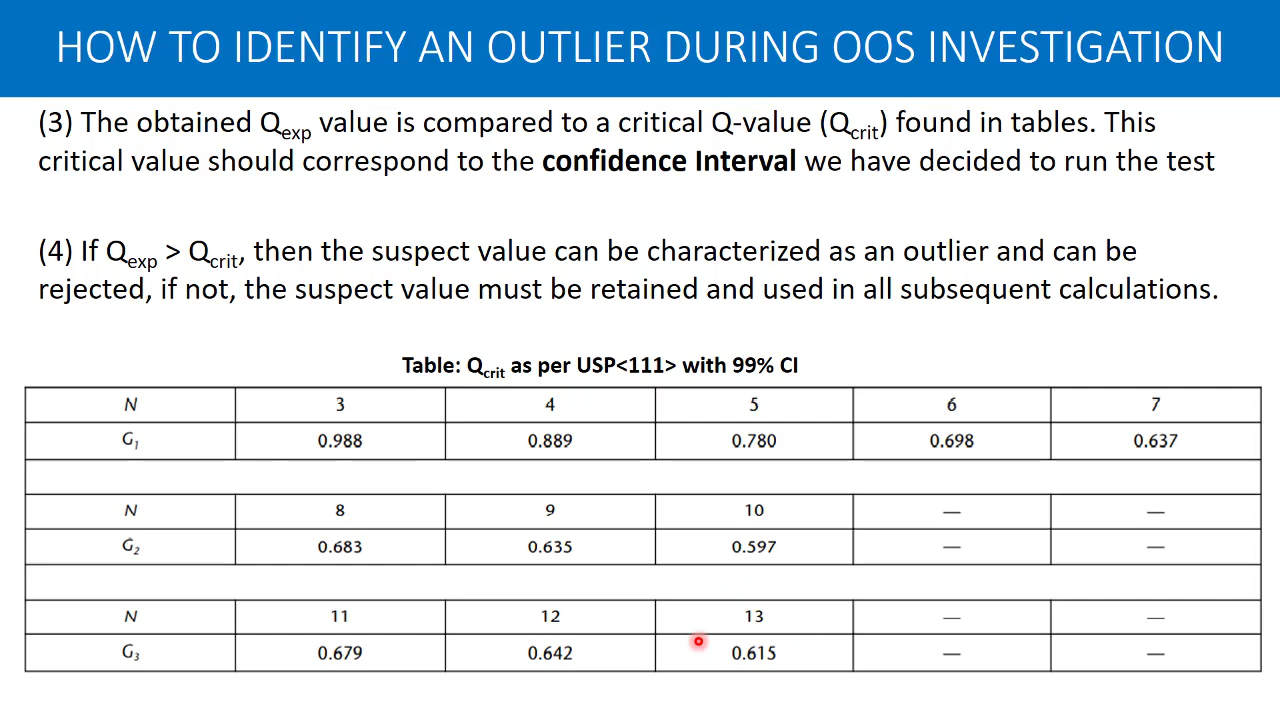 HOW TO IDENTIFY AN OUTLIER DURING OOS INVESTIGATION
(3) The obtained Qexp value is compared to a critical Q-value (Qcrit) found in tables. This
critical value should correspond to the confidence Interval we have decided to run the test
(4) If Qexp > Qcrit, then the suspect value can be characterized as an outlier and can be
rejected, if not, the suspect value must be retained and used in all subsequent calculations.
Table: Qcrit as per USP<111> with 99% CI
N 3 4 5 6 7
G1 0.988 0.889 0.780 0.698 0.637
N 8 9 10 — —
G2 0.683 0.635 0.597 — —
N 11 12 13 — —
G3 0.679 0.642 0.615 — —